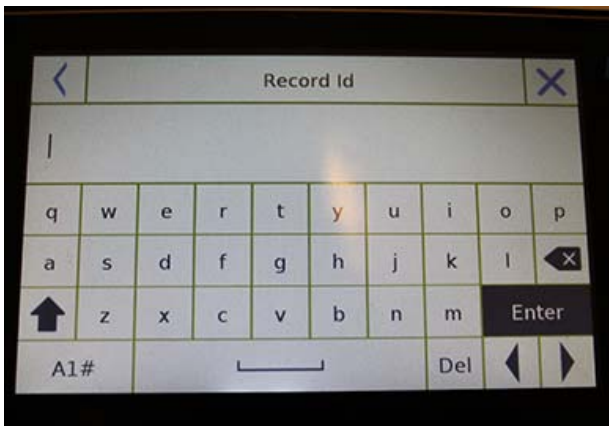 Record Id
q w e r t y u i o p
a s d f g h j k l
z x c v b n m Enter
A1# Del